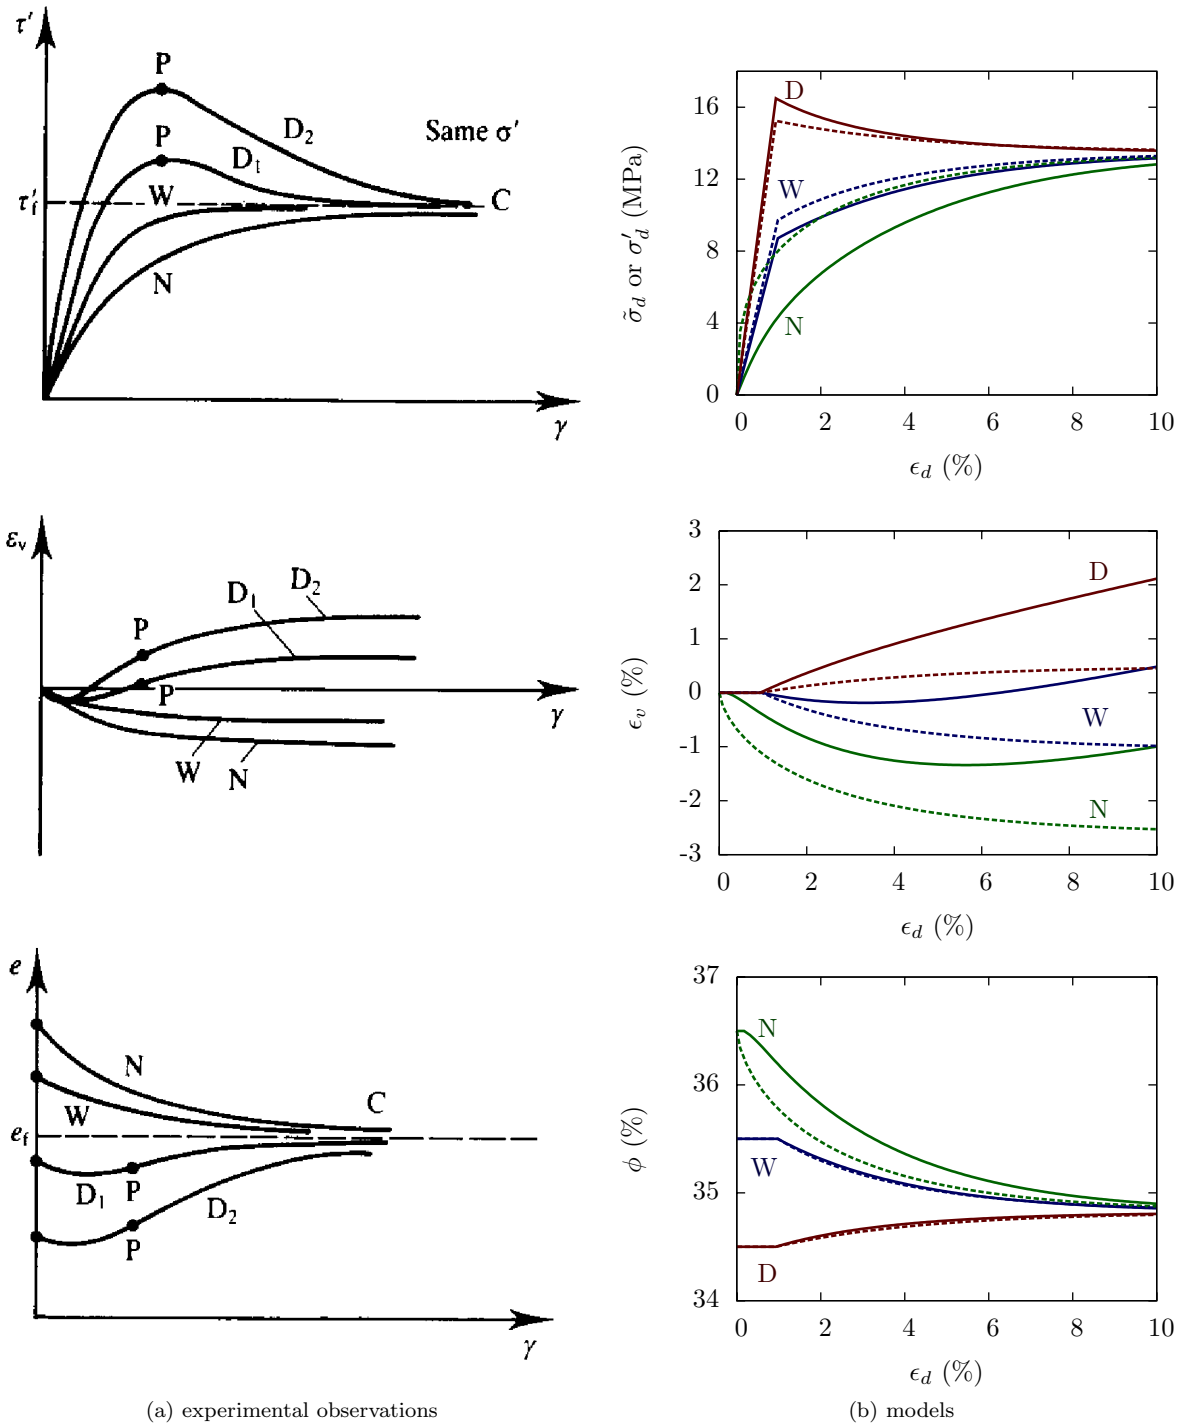 τ′
P
P
D₂
Same σ′
D₁
W
τ′f
C
N
γ
16
12
8
4
0
σ̃d or σ′d (MPa)
D
W
N
0 2 4 6 8 10
ϵd (%)
εv
D₂
D₁
P
P
γ
W
N
3
2
1
0
-1
-2
-3
ϵv (%)
D
W
N
0 2 4 6 8 10
ϵd (%)
e
N
W
C
ef
D₁
P
D₂
P
γ
37
36
35
34
ϕ (%)
N
W
D
0 2 4 6 8 10
ϵd (%)
(a) experimental observations
(b) models